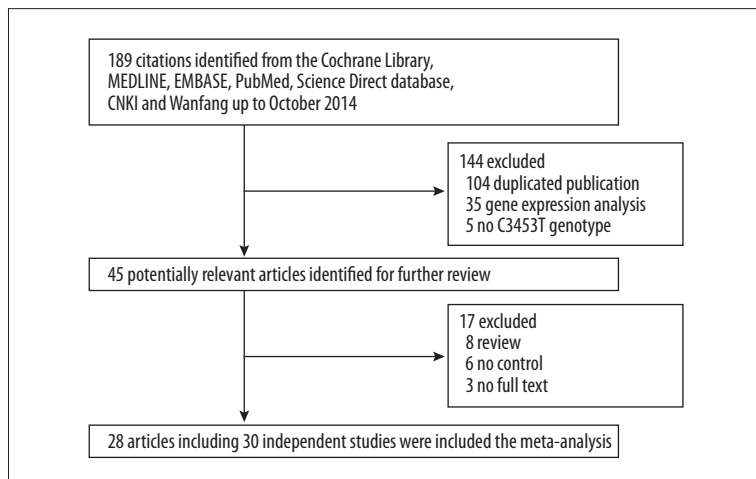 189 citations identified from the Cochrane Library,
MEDLINE, EMBASE, PubMed, Science Direct database,
CNKI and Wanfang up to October 2014
144 excluded
104 duplicated publication
35 gene expression analysis
5 no C3453T genotype
45 potentially relevant articles identified for further review
17 excluded
8 review
6 no control
3 no full text
28 articles including 30 independent studies were included the meta-analysis